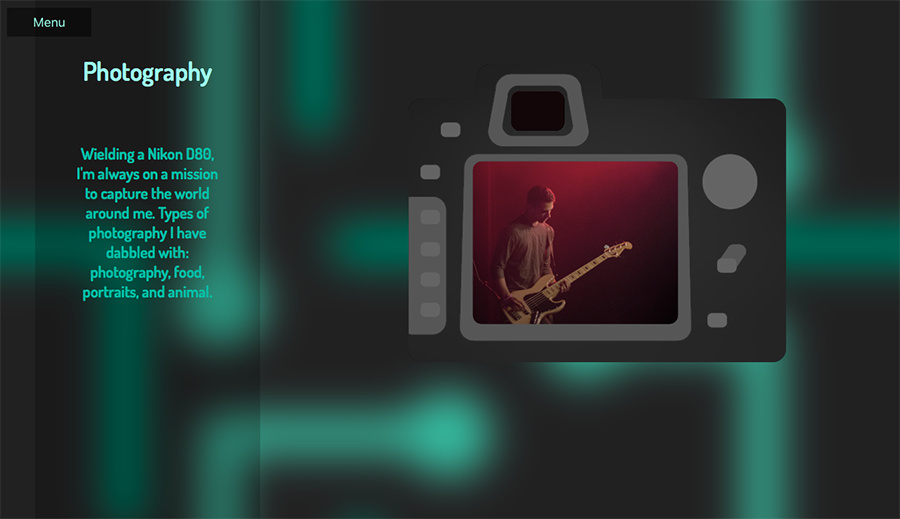 Menu
Photography
Wielding a Nikon D80,
I'm always on a mission
to capture the world
around me. Types of
photography I have
dabbled with:
photography, food,
portraits, and animal.